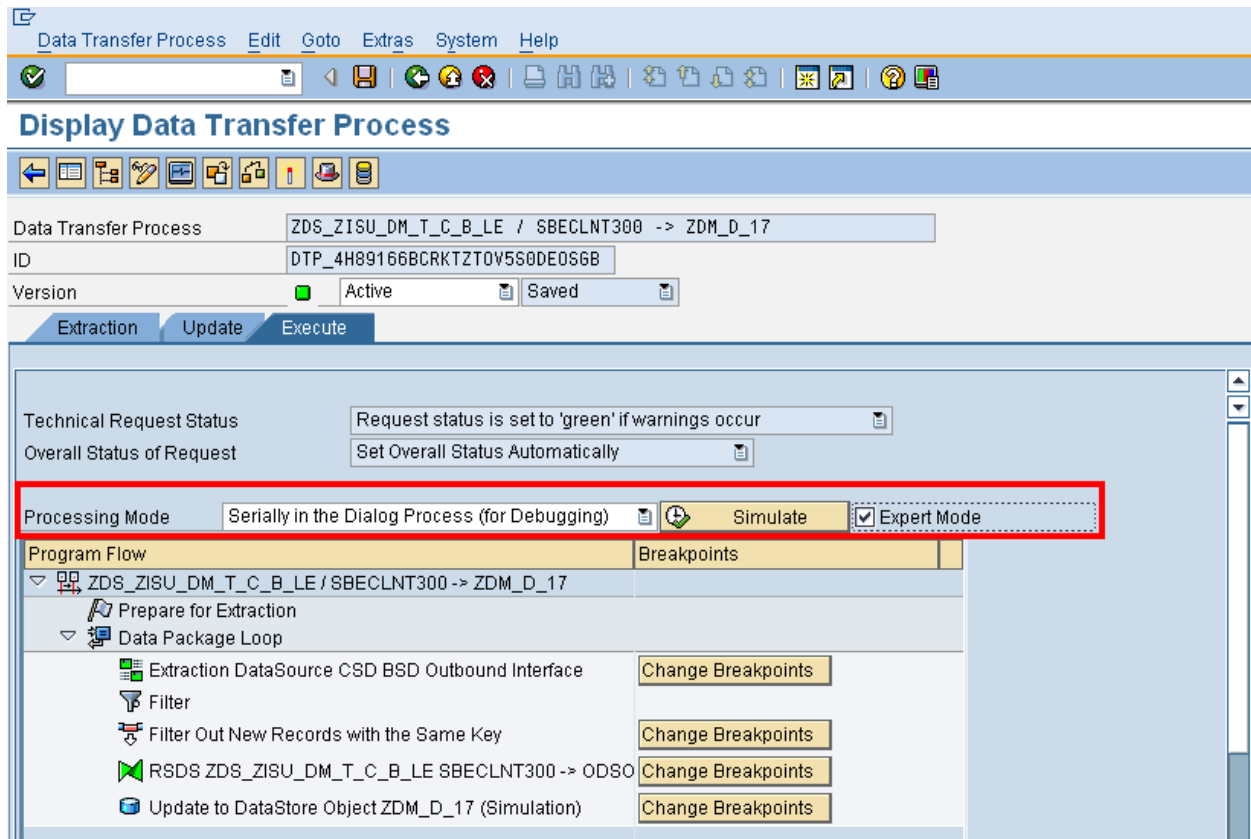 Data Transfer Process Edit Goto Extras System Help
Display Data Transfer Process
Data Transfer Process ZDS_ZISU_DM_T_C_B_LE / SBECLNT300 -> ZDM_D_17
ID DTP_4H89166BCRKTZTOV5S0DEOSGB
Version Active Saved
Extraction Update Execute
Technical Request Status Request status is set to 'green' if warnings occur
Overall Status of Request Set Overall Status Automatically
Processing Mode Serially in the Dialog Process (for Debugging) Simulate Expert Mode
Program Flow Breakpoints
ZDS_ZISU_DM_T_C_B_LE / SBECLNT300 -> ZDM_D_17
Prepare for Extraction
Data Package Loop
Extraction DataSource CSD BSD Outbound Interface Change Breakpoints
Filter
Filter Out New Records with the Same Key Change Breakpoints
RSDS ZDS_ZISU_DM_T_C_B_LE SBECLNT300 -> ODSO Change Breakpoints
Update to DataStore Object ZDM_D_17 (Simulation) Change Breakpoints